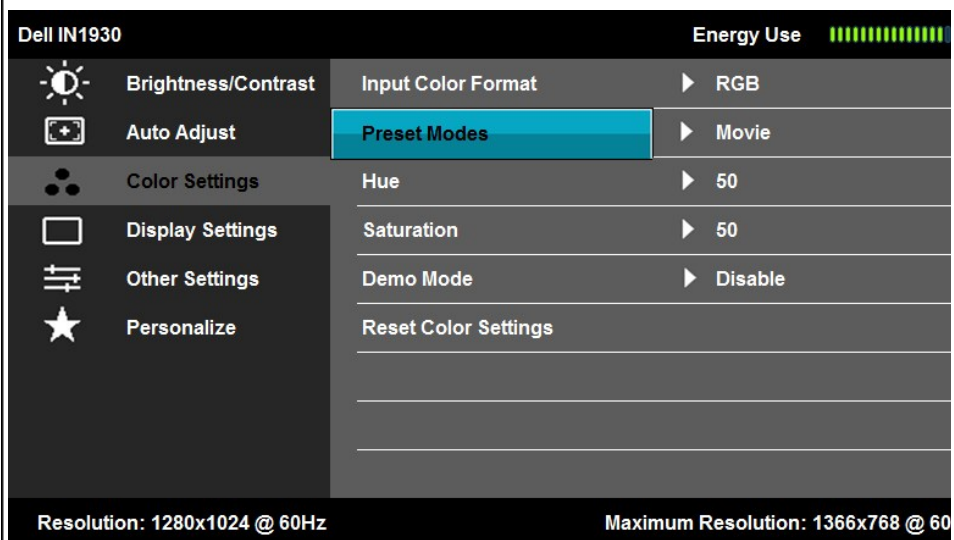 Dell IN1930 Energy Use
Brightness/Contrast Input Color Format RGB
Auto Adjust Preset Modes Movie
Color Settings Hue 50
Display Settings Saturation 50
Other Settings Demo Mode Disable
Personalize Reset Color Settings
Resolution: 1280x1024 @ 60Hz Maximum Resolution: 1366x768 @ 60